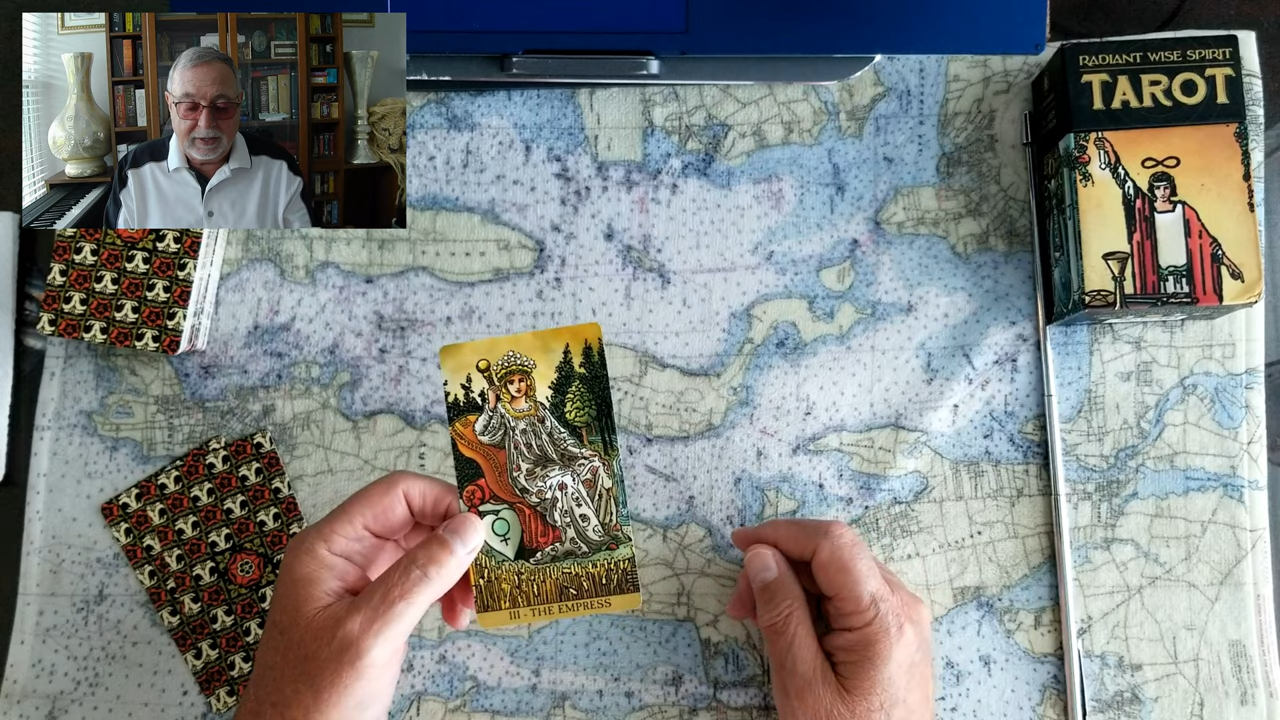 RADIANT WISE SPIRIT
TAROT
III - THE EMPRESS